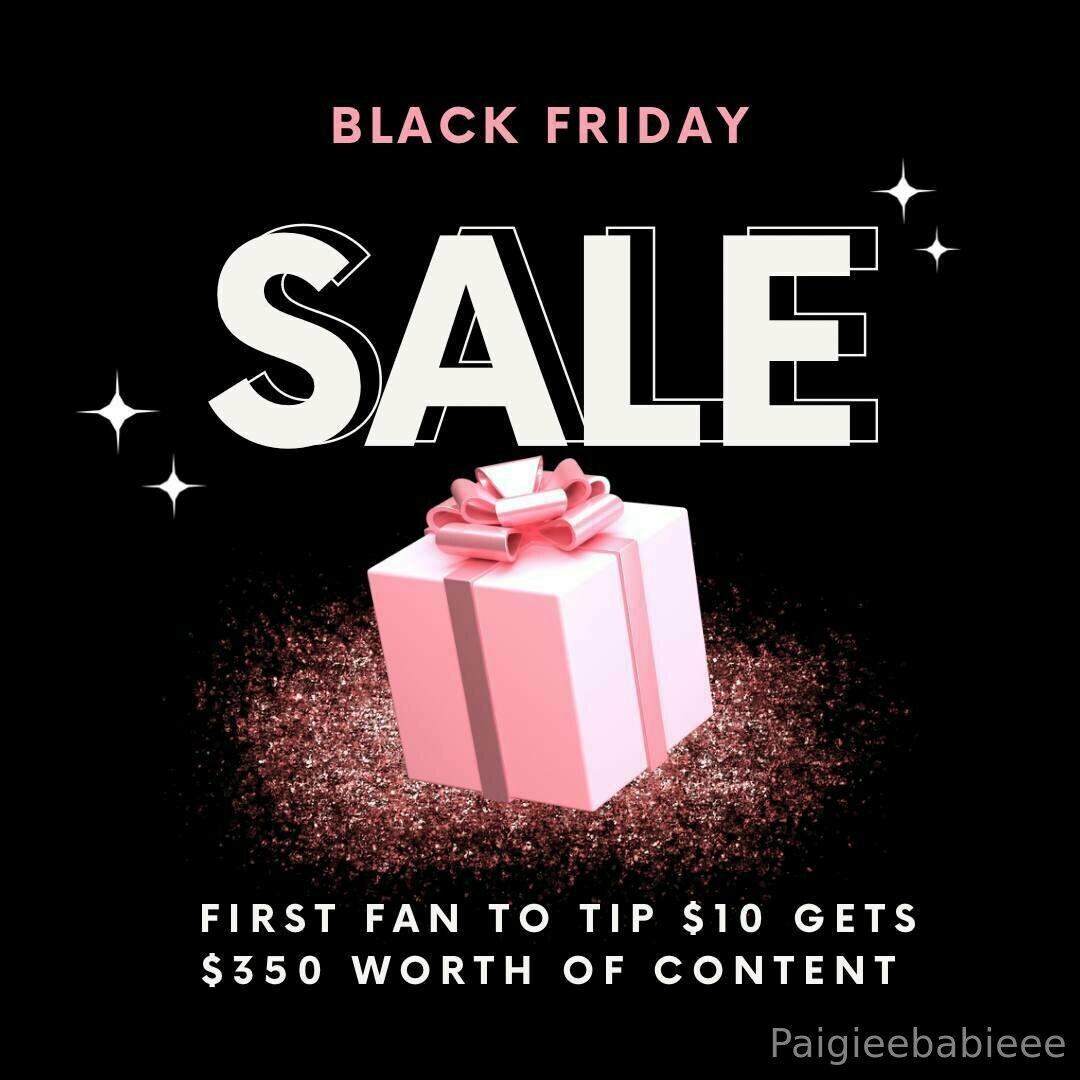 BLACK FRIDAY
SALE
FIRST FAN TO TIP $10 GETS
$350 WORTH OF CONTENT
Paigieebabieee